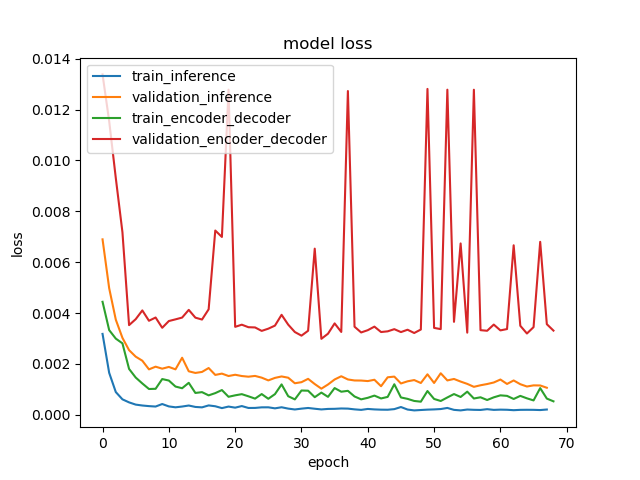 model loss
train_inference
validation_inference
train_encoder_decoder
validation_encoder_decoder
0.014
0.012
0.010
0.008
0.006
0.004
0.002
0.000
loss
0 10 20 30 40 50 60 70
epoch